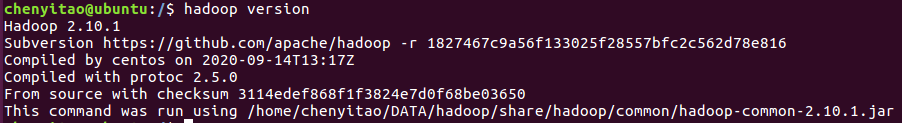 chenyitao@ubuntu:/$ hadoop version
Hadoop 2.10.1
Subversion https://github.com/apache/hadoop -r 1827467c9a56f133025f28557bfc2c562d78e816
Compiled by centos on 2020-09-14T13:17Z
Compiled with protoc 2.5.0
From source with checksum 3114edef868f1f3824e7d0f68be03650
This command was run using /home/chenyitao/DATA/hadoop/share/hadoop/common/hadoop-common-2.10.1.jar